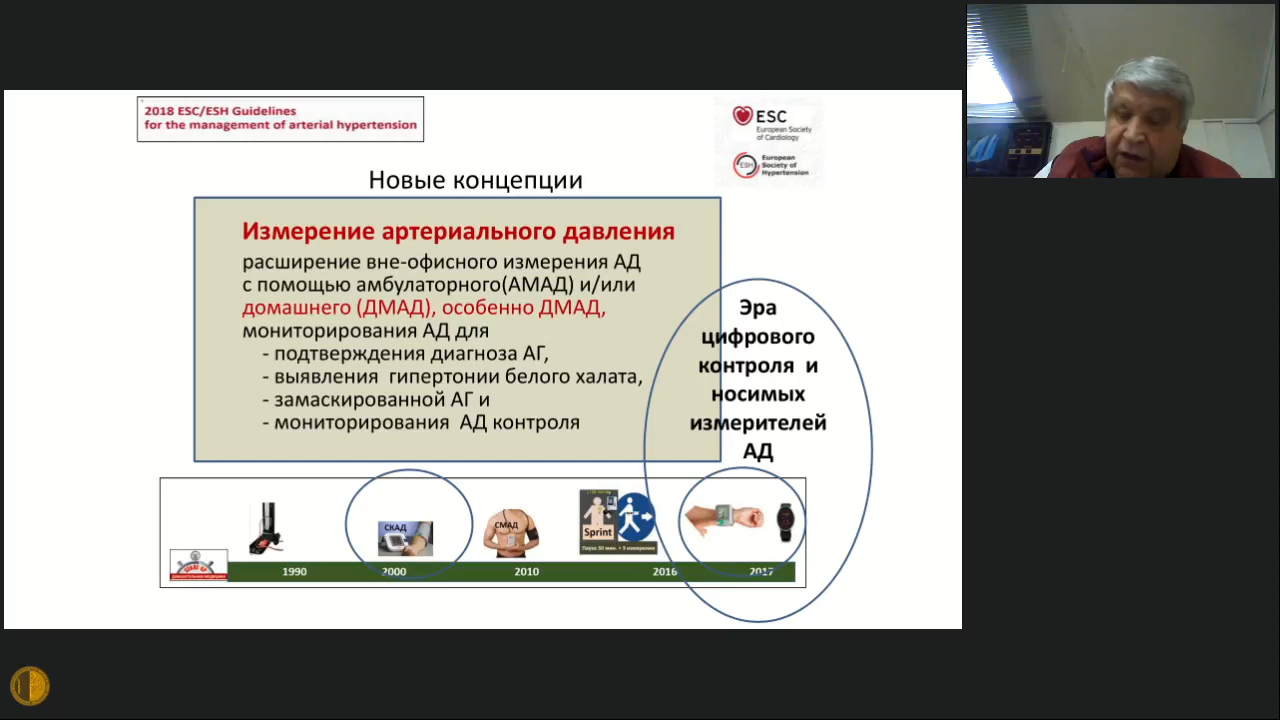 2018 ESC/ESH Guidelines
for the management of arterial hypertension
ESC
European Society
of Cardiology
ESH
European
Society of
Hypertension
Новые концепции
Измерение артериального давления
расширение вне-офисного измерения АД
с помощью амбулаторного(АМАД) и/или
домашнего (ДМАД), особенно ДМАД,
мониторирования АД для
- подтверждения диагноза АГ,
- выявления гипертонии белого халата,
- замаскированной АГ и
- мониторирования АД контроля
Эра
цифрового
контроля и
носимых
измерителей
АД
СКАД
СМАД
Sprint
1990
2000
2010
2016
2017